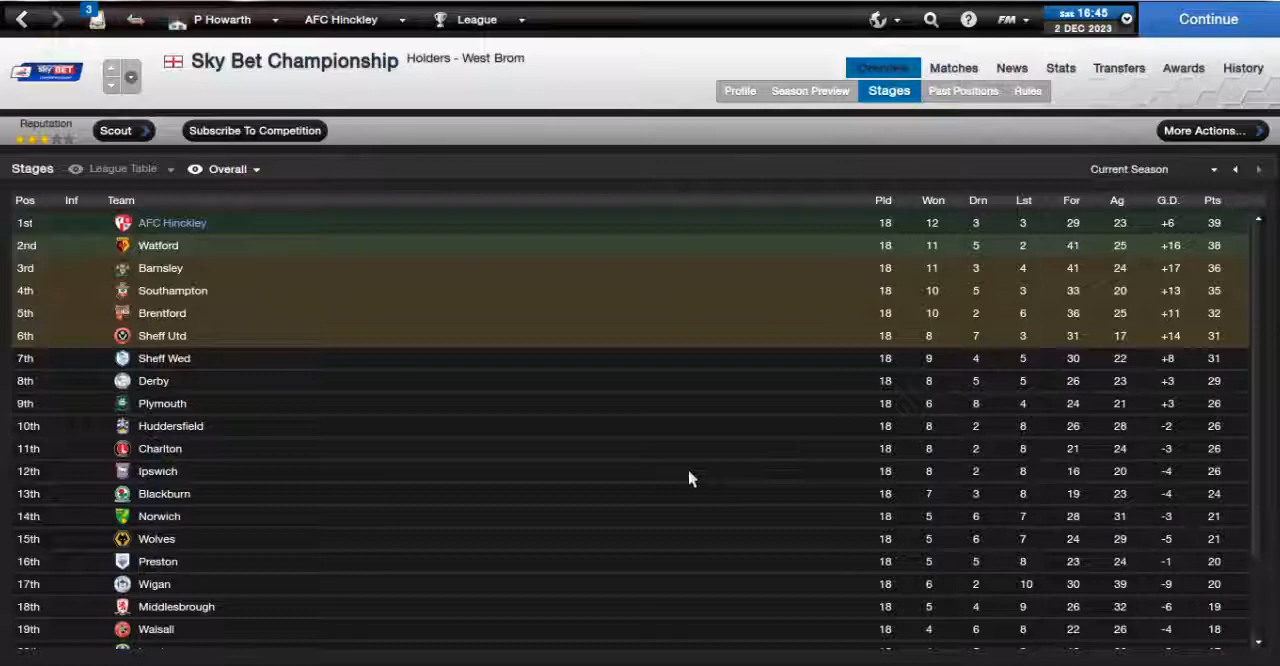 3 P Howarth AFC Hinckley League FM Sat 16:45 2 DEC 2023 Continue
sky BET Sky Bet Championship Holders - West Brom
Overview Matches News Stats Transfers Awards History
Profile Season Preview Stages Past Positions Rules
Reputation Scout Subscribe To Competition More Actions...
Stages League Table Overall Current Season
Pos Inf Team Pld Won Drn Lst For Ag G.D. Pts
1st AFC Hinckley 18 12 3 3 29 23 +6 39
2nd Watford 18 11 5 2 41 25 +16 38
3rd Barnsley 18 11 3 4 41 24 +17 36
4th Southampton 18 10 5 3 33 20 +13 35
5th Brentford 18 10 2 6 36 25 +11 32
6th Sheff Utd 18 8 7 3 31 17 +14 31
7th Sheff Wed 18 9 4 5 30 22 +8 31
8th Derby 18 8 5 5 26 23 +3 29
9th Plymouth 18 6 8 4 24 21 +3 26
10th Huddersfield 18 8 2 8 26 28 -2 26
11th Charlton 18 8 2 8 21 24 -3 26
12th Ipswich 18 8 2 8 16 20 -4 26
13th Blackburn 18 7 3 8 19 23 -4 24
14th Norwich 18 5 6 7 28 31 -3 21
15th Wolves 18 5 6 7 24 29 -5 21
16th Preston 18 5 5 8 23 24 -1 20
17th Wigan 18 6 2 10 30 39 -9 20
18th Middlesbrough 18 5 4 9 26 32 -6 19
19th Walsall 18 4 6 8 22 26 -4 18